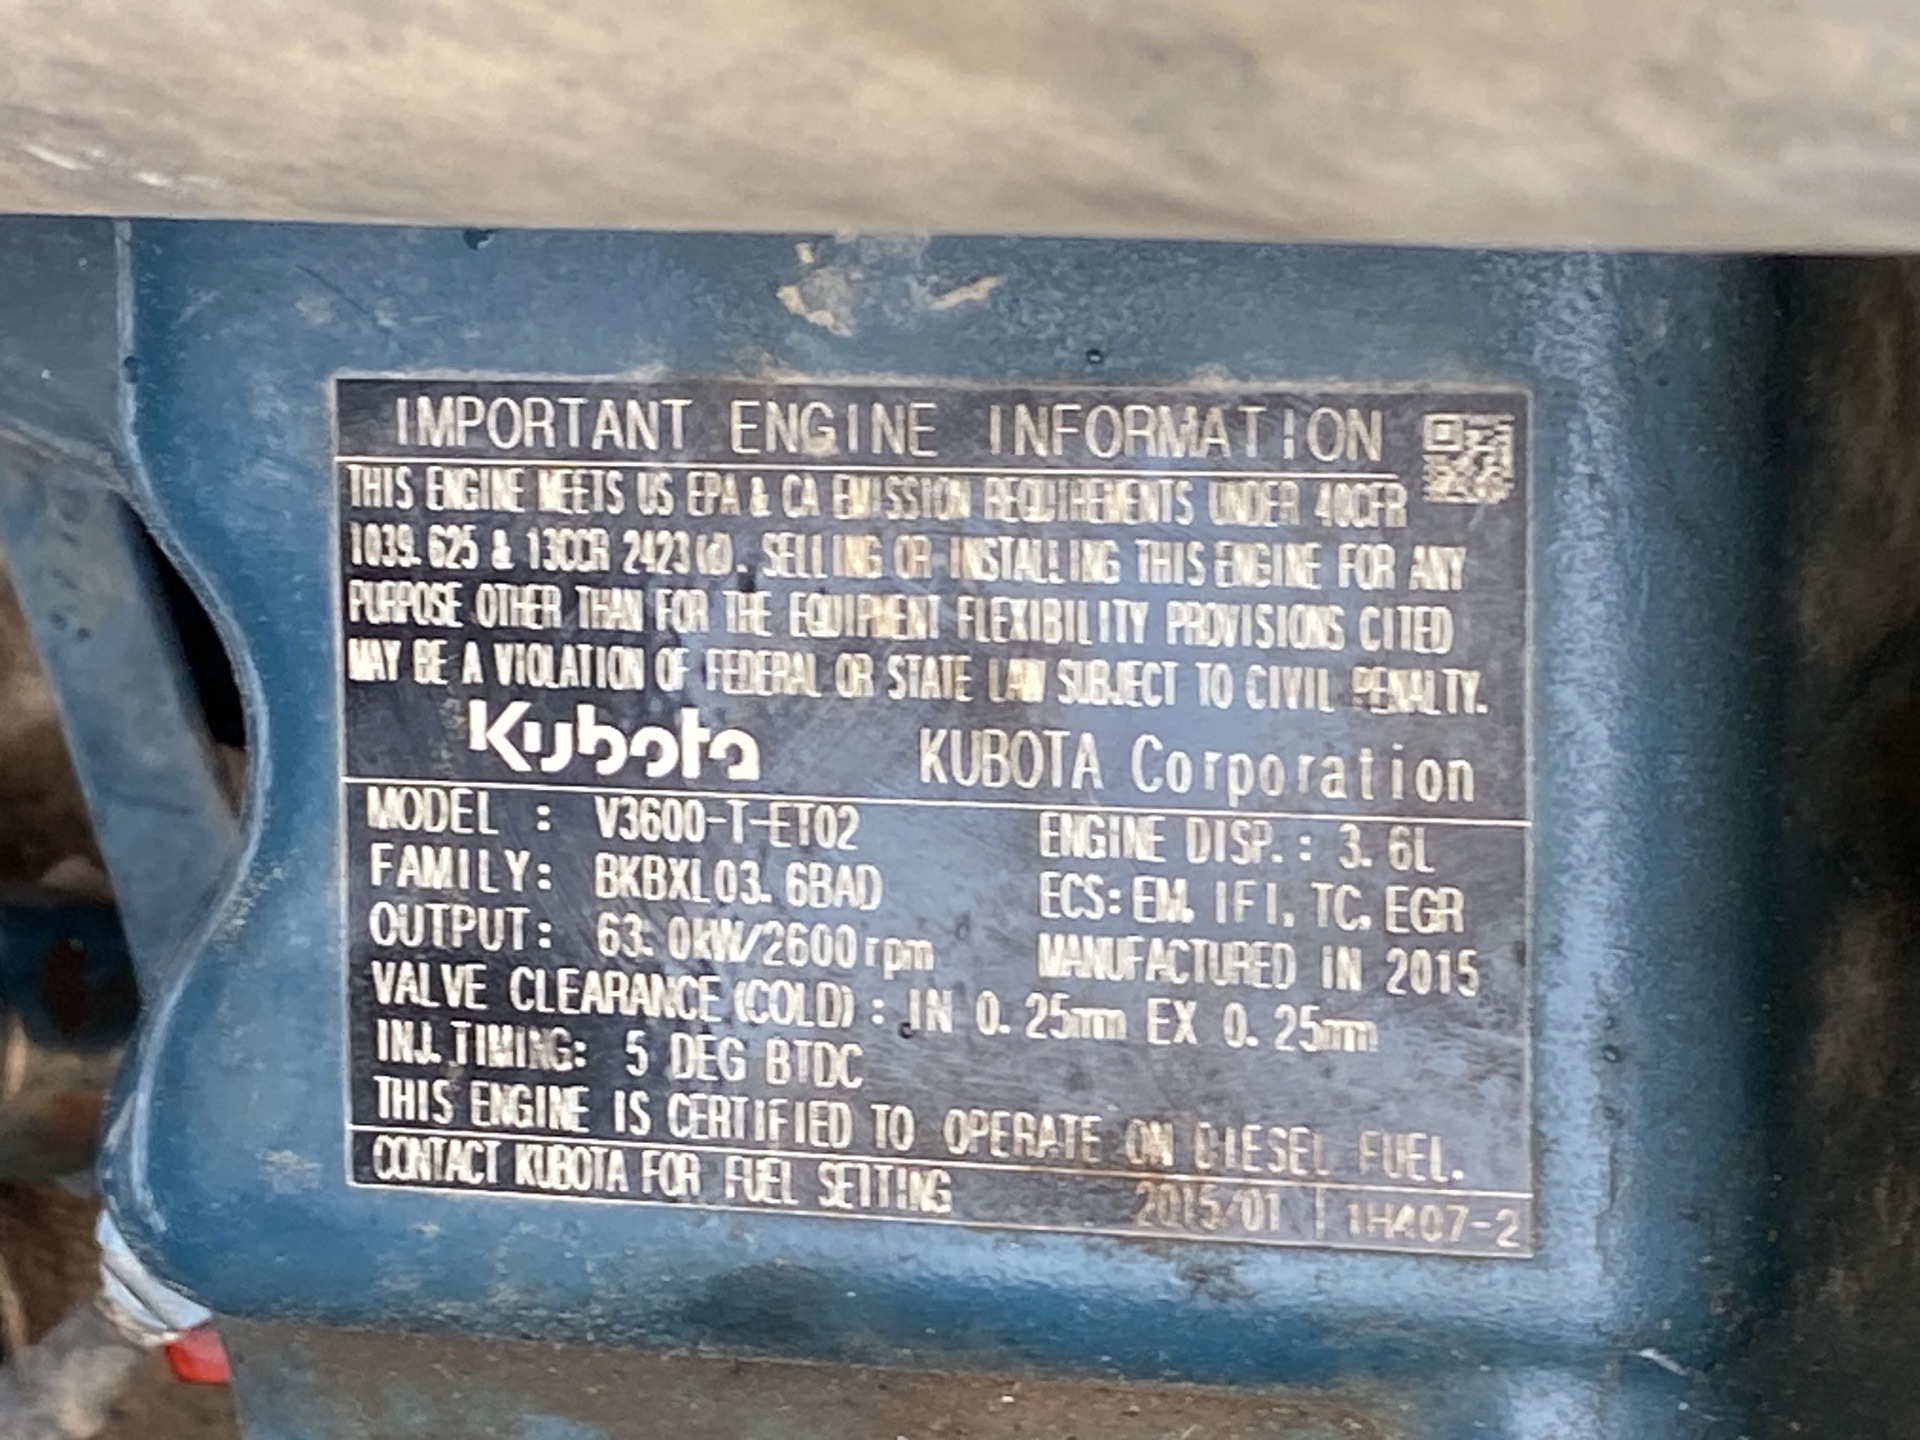 IMPORTANT ENGINE INFORMATION
THIS ENGINE MEETS US EPA & CA EMISSION REQUIREMENTS UNDER 40CFR
1039.625 & 13CCR 2423(d). SELLING OR INSTALLING THIS ENGINE FOR ANY
PURPOSE OTHER THAN FOR THE EQUIPMENT FLEXIBILITY PROVISIONS CITED
MAY BE A VIOLATION OF FEDERAL OR STATE LAW SUBJECT TO CIVIL PENALTY.
Kubota KUBOTA Corporation
MODEL : V3600-T-ET02 ENGINE DISP.: 3.6L
FAMILY: BKBXL03.6BAD ECS: EM, IFI, TC, EGR
OUTPUT: 63.0kW/2600rpm MANUFACTURED IN 2015
VALVE CLEARANCE (COLD) : IN 0.25mm EX 0.25mm
INJ.TIMING: 5 DEG BTDC
THIS ENGINE IS CERTIFIED TO OPERATE ON DIESEL FUEL.
CONTACT KUBOTA FOR FUEL SETTING 2015/01 1HA07-2